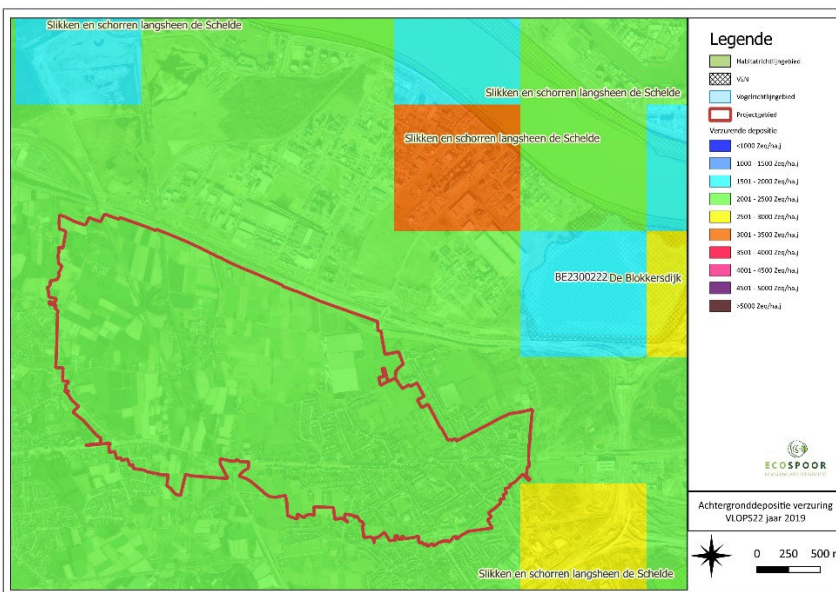 Slikken en schorren langsheen de Schelde
Slikken en schorren langsheen de Schelde
Slikken en schorren langsheen de Schelde
BE2300222 De Blokkersdijk
Slikken en schorren langsheen de Schelde
Legende
Habitatrichtlijngebied
VEN
Vogelrichtlijngebied
Projectgebied
Verzurende depositie
<1000 Zeq/ha.j
1000 - 1500 Zeq/ha.j
1501 - 2000 Zeq/ha.j
2001 - 2500 Zeq/ha.j
2501 - 3000 Zeq/ha.j
3001 - 3500 Zeq/ha.j
3501 - 4000 Zeq/ha.j
4001 - 4500 Zeq/ha.j
4501 - 5000 Zeq/ha.j
>5000 Zeq/ha.j
ECOSPOOR
Achtergronddepositie verzuring
VLOPS22 jaar 2019
0 250 500 m